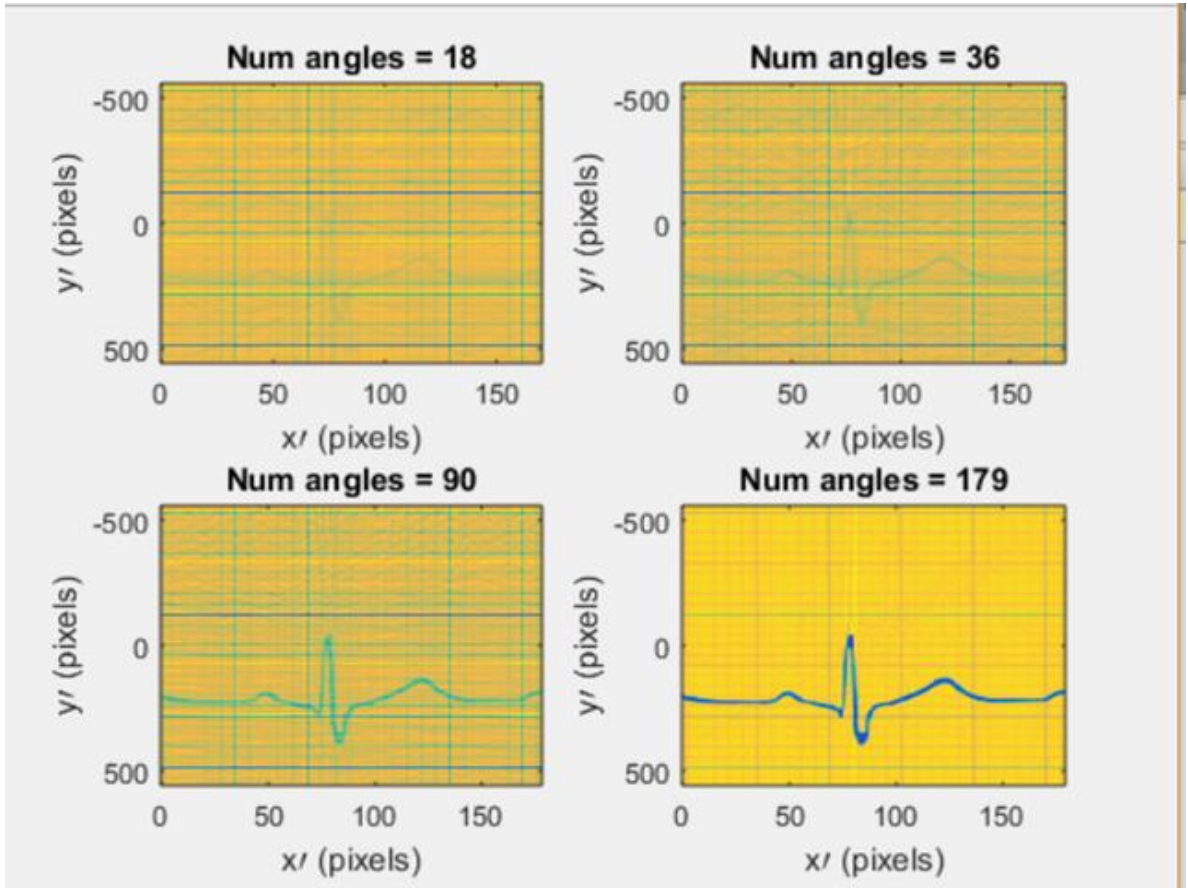 Num angles = 18
-500
0
500
y′ (pixels)
0 50 100 150
x′ (pixels)
Num angles = 36
-500
0
500
y′ (pixels)
0 50 100 150
x′ (pixels)
Num angles = 90
-500
0
500
y′ (pixels)
0 50 100 150
x′ (pixels)
Num angles = 179
-500
0
500
y′ (pixels)
0 50 100 150
x′ (pixels)